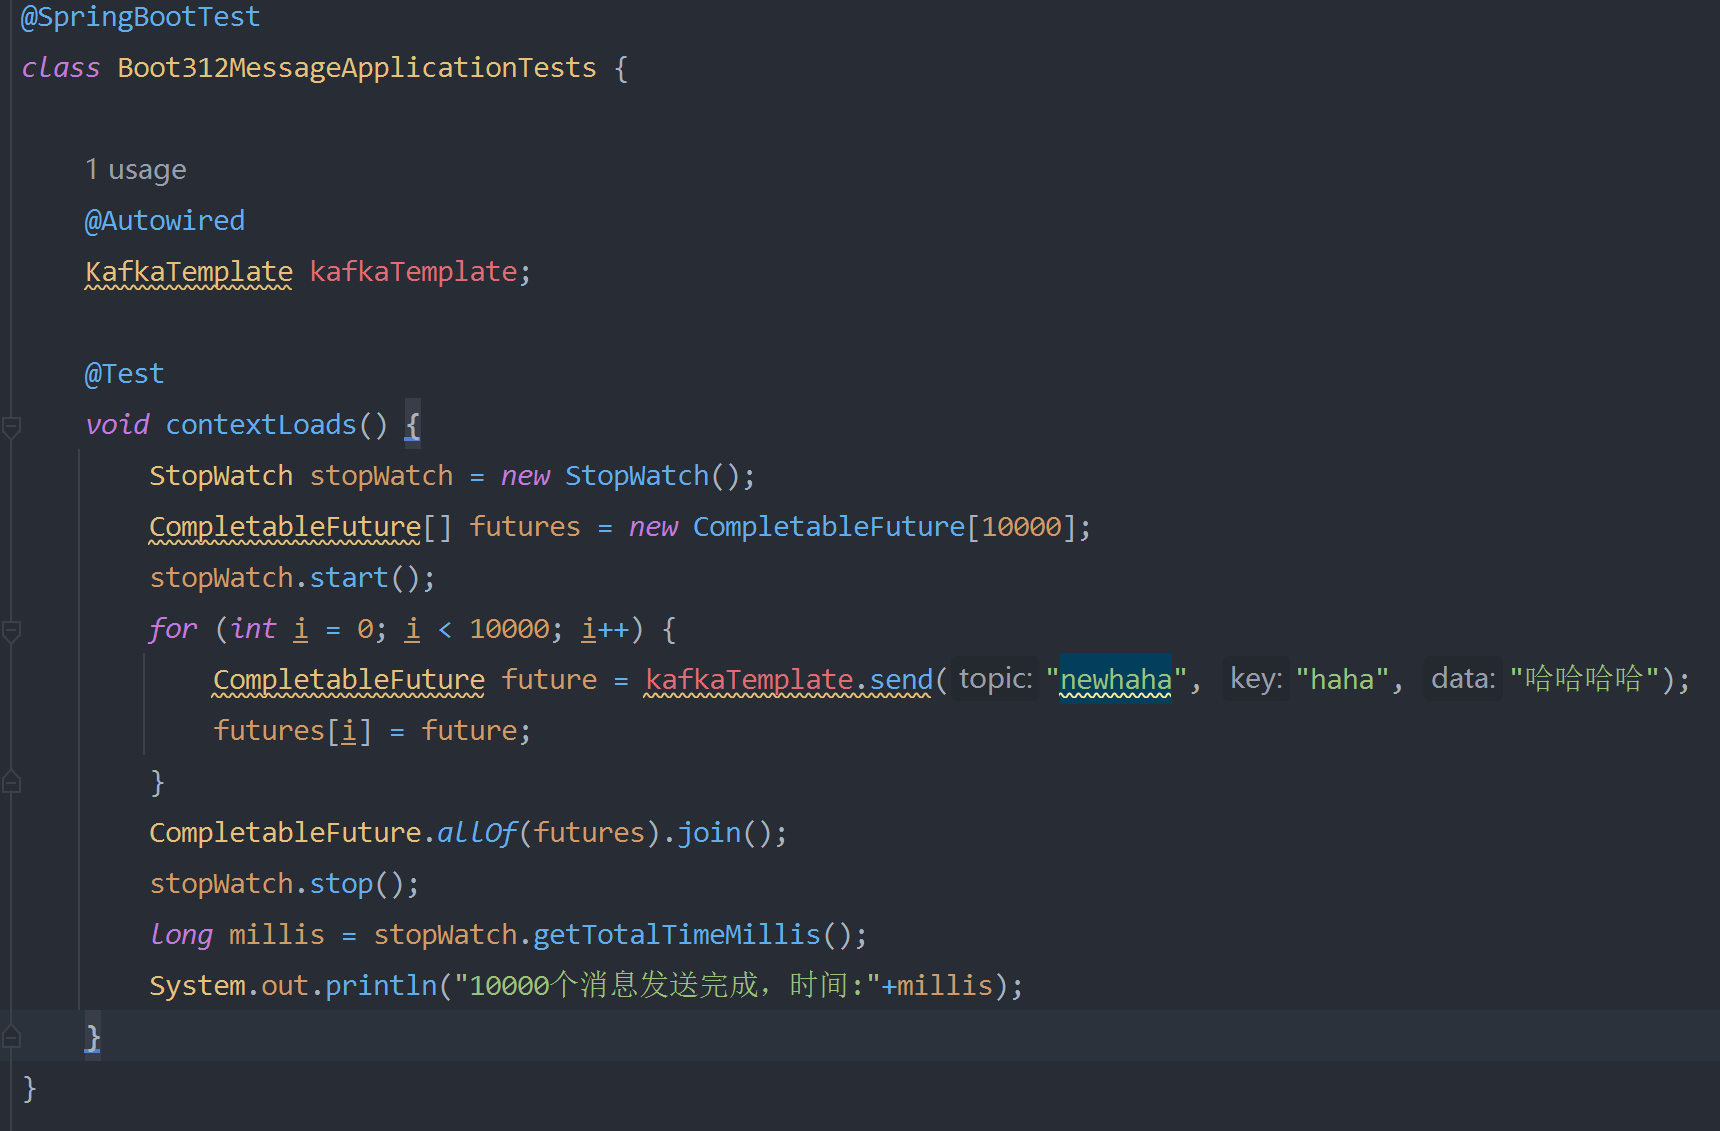 @SpringBootTest
class Boot312MessageApplicationTests {
1 usage
@Autowired
KafkaTemplate kafkaTemplate;
@Test
void contextLoads() {
StopWatch stopWatch = new StopWatch();
CompletableFuture[] futures = new CompletableFuture[10000];
stopWatch.start();
for (int i = 0; i < 10000; i++) {
CompletableFuture future = kafkaTemplate.send( topic: "newhaha", key: "haha", data: "哈哈哈哈");
futures[i] = future;
}
CompletableFuture.allOf(futures).join();
stopWatch.stop();
long millis = stopWatch.getTotalTimeMillis();
System.out.println("10000个消息发送完成，时间:"+millis);
}
}